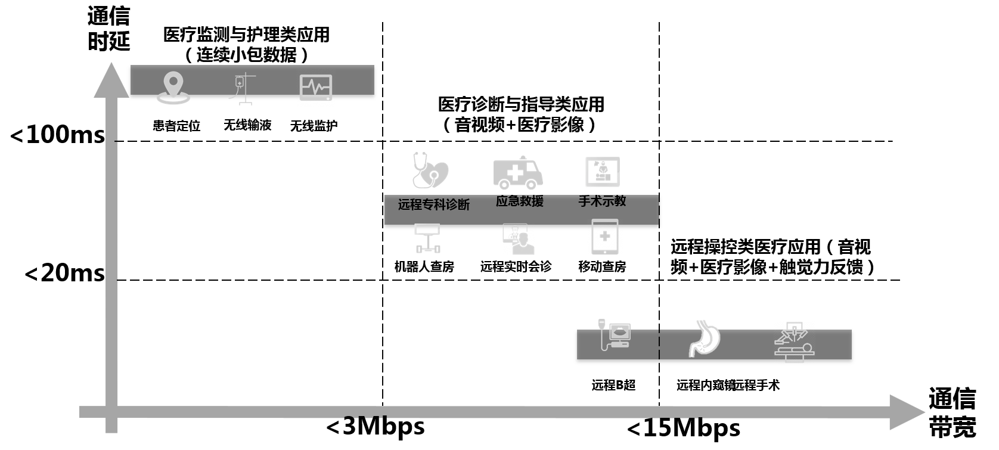 通信
时延
医疗监测与护理类应用
（连续小包数据）
患者定位
无线输液
无线监护
<100ms
医疗诊断与指导类应用
（音视频+医疗影像）
远程专科诊断
应急救援
手术示教
机器人查房
远程实时会诊
移动查房
<20ms
远程操控类医疗应用（音视
频+医疗影像+触觉力反馈）
远程B超
远程内窥镜
远程手术
<3Mbps
<15Mbps
通信
带宽